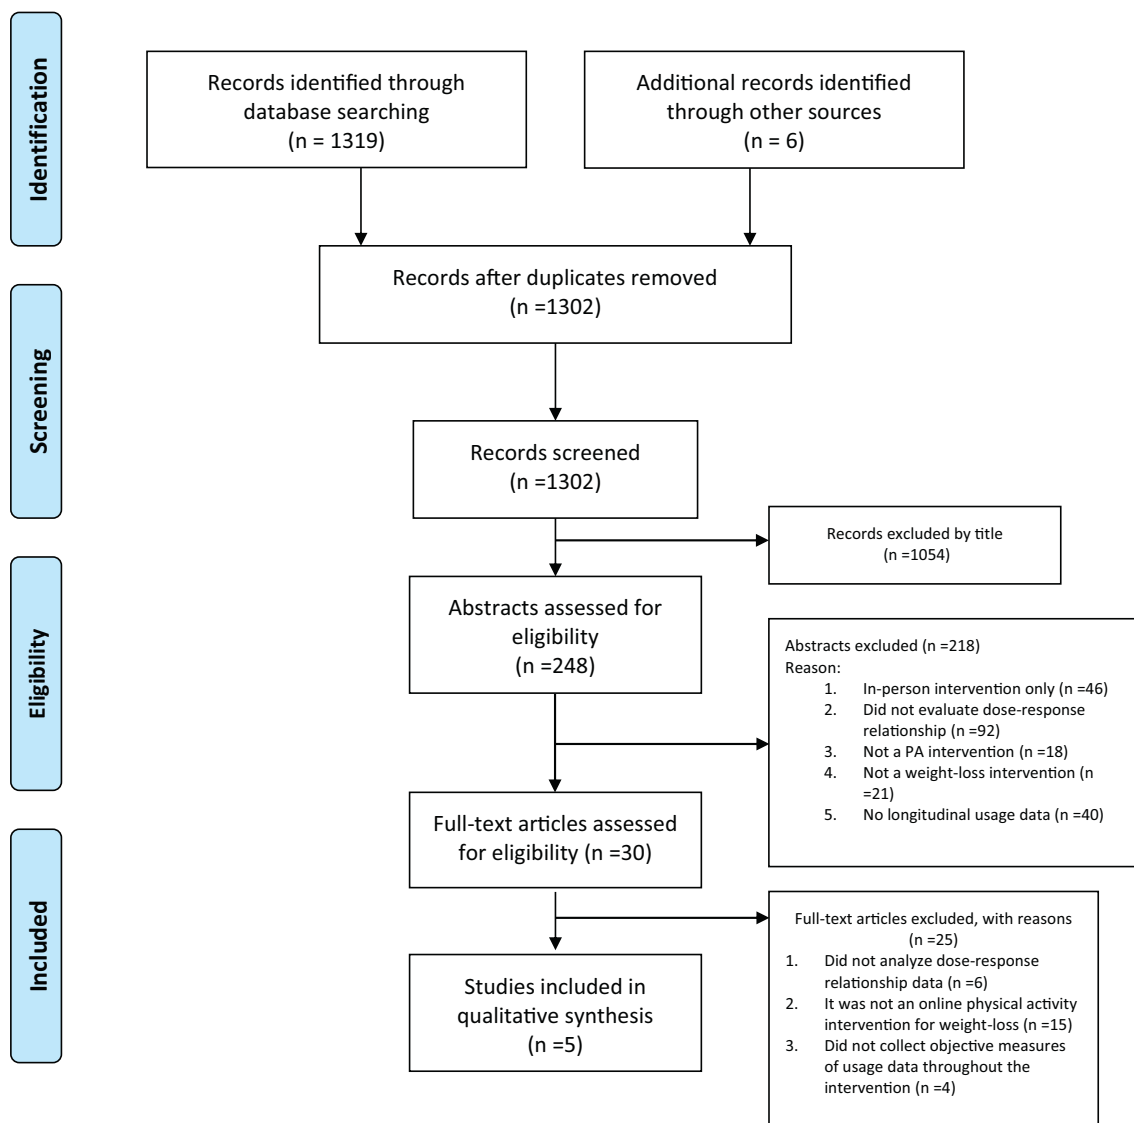 Identification
Records identified through
database searching
(n = 1319)
Additional records identified
through other sources
(n = 6)
Records after duplicates removed
(n =1302)
Screening
Records screened
(n =1302)
Records excluded by title
(n =1054)
Eligibility
Abstracts assessed for
eligibility
(n =248)
Abstracts excluded (n =218)
Reason:
1. In-person intervention only (n =46)
2. Did not evaluate dose-response
relationship (n =92)
3. Not a PA intervention (n =18)
4. Not a weight-loss intervention (n
=21)
5. No longitudinal usage data (n =40)
Full-text articles assessed
for eligibility (n =30)
Included
Full-text articles excluded, with reasons
(n =25)
1. Did not analyze dose-response
relationship data (n =6)
2. It was not an online physical activity
intervention for weight-loss (n =15)
3. Did not collect objective measures
of usage data throughout the
intervention (n =4)
Studies included in
qualitative synthesis
(n =5)